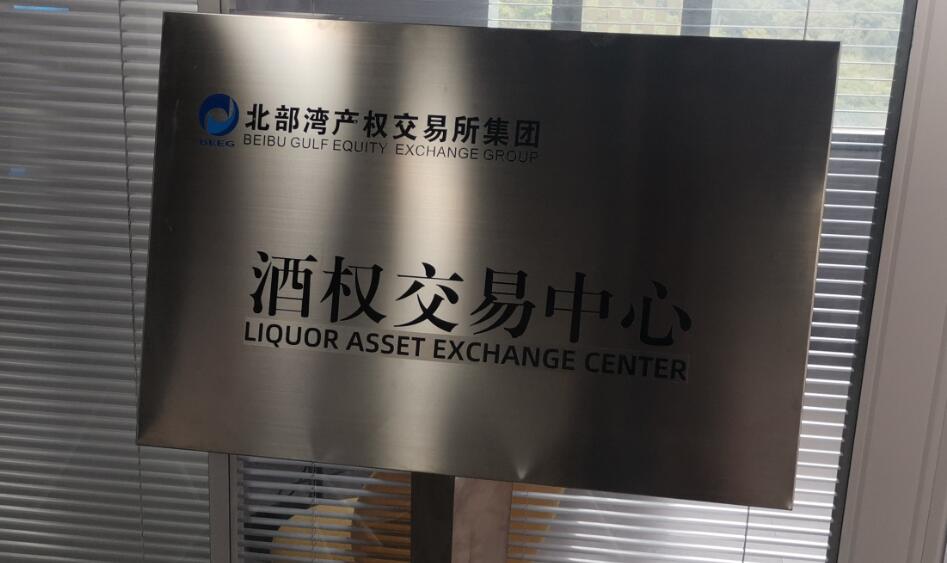 北部湾产权交易所集团
BEEG
BEIBU GULF EQUITY EXCHANGE GROUP
酒权交易中心
LIQUOR ASSET EXCHANGE CENTER